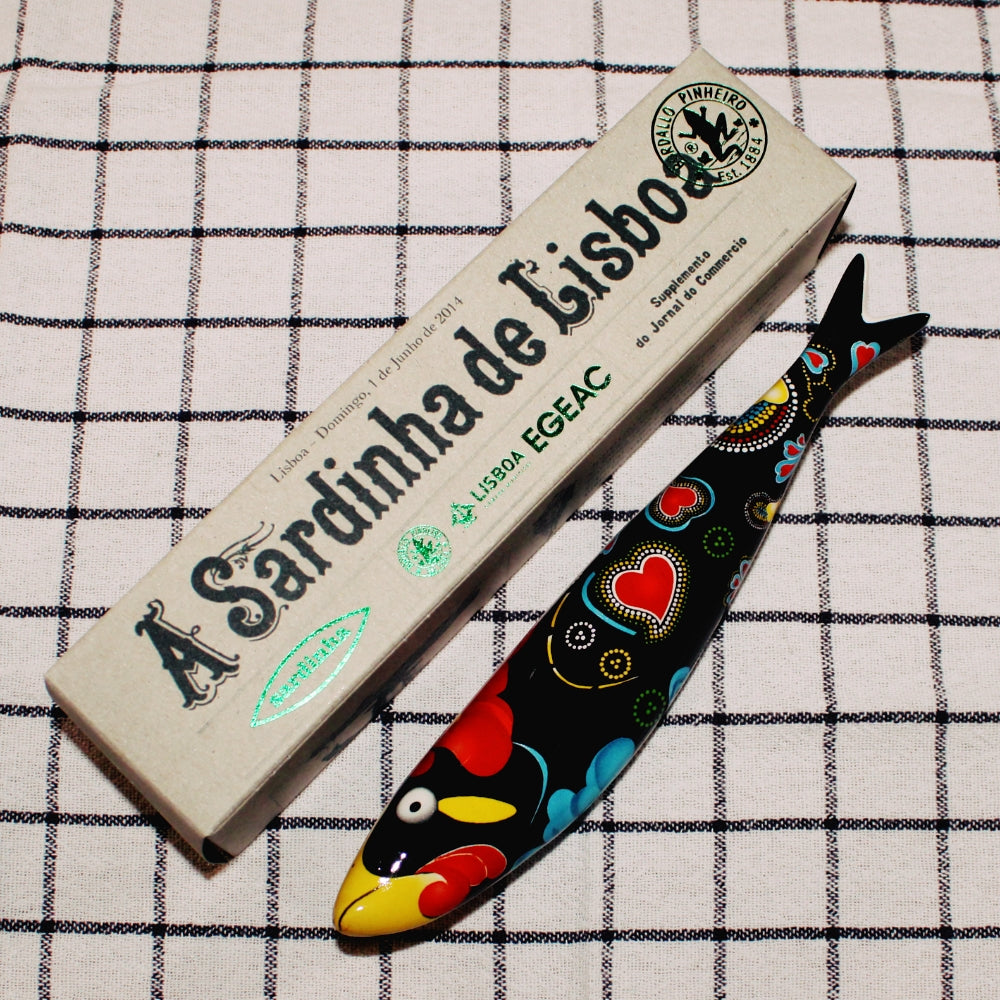 RDALLO PINHEIRO
®
Est. 1884
Lisboa - Domingo, 1 de Junho de 2014
A Sardinha de Lisboa
Supplemento
do Jornal do Commercio
sardinha
LISBOA
EGEAC